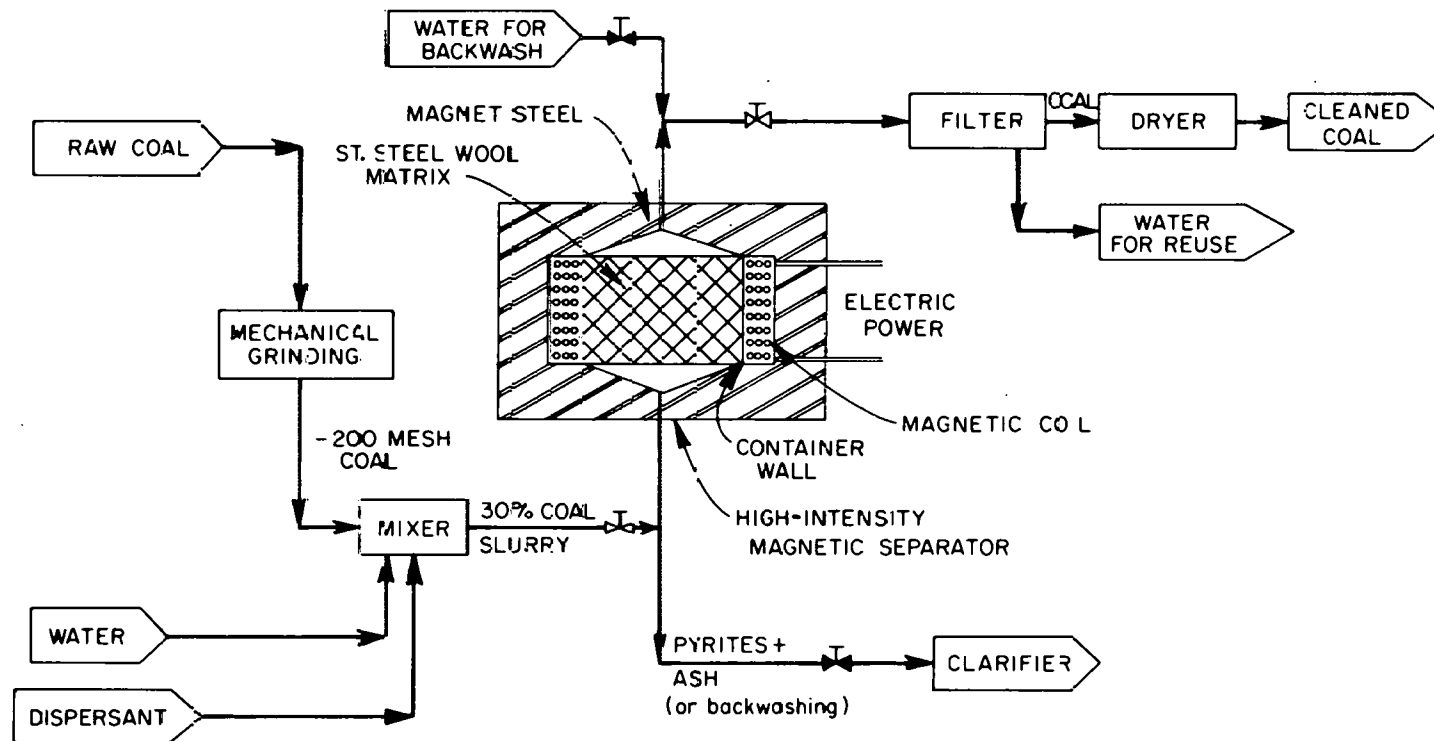 WATER FOR
BACKWASH
MAGNET STEEL
ST. STEEL WOOL
MATRIX
RAW COAL
FILTER
COAL
DRYER
CLEANED
COAL
WATER
FOR REUSE
ELECTRIC
POWER
MECHANICAL
GRINDING
MAGNETIC CO L
CONTAINER
WALL
-200 MESH
COAL
MIXER
30% COAL
SLURRY
HIGH-INTENSITY
MAGNETIC SEPARATOR
WATER
DISPERSANT
PYRITES +
ASH
(or backwashing)
CLARIFIER